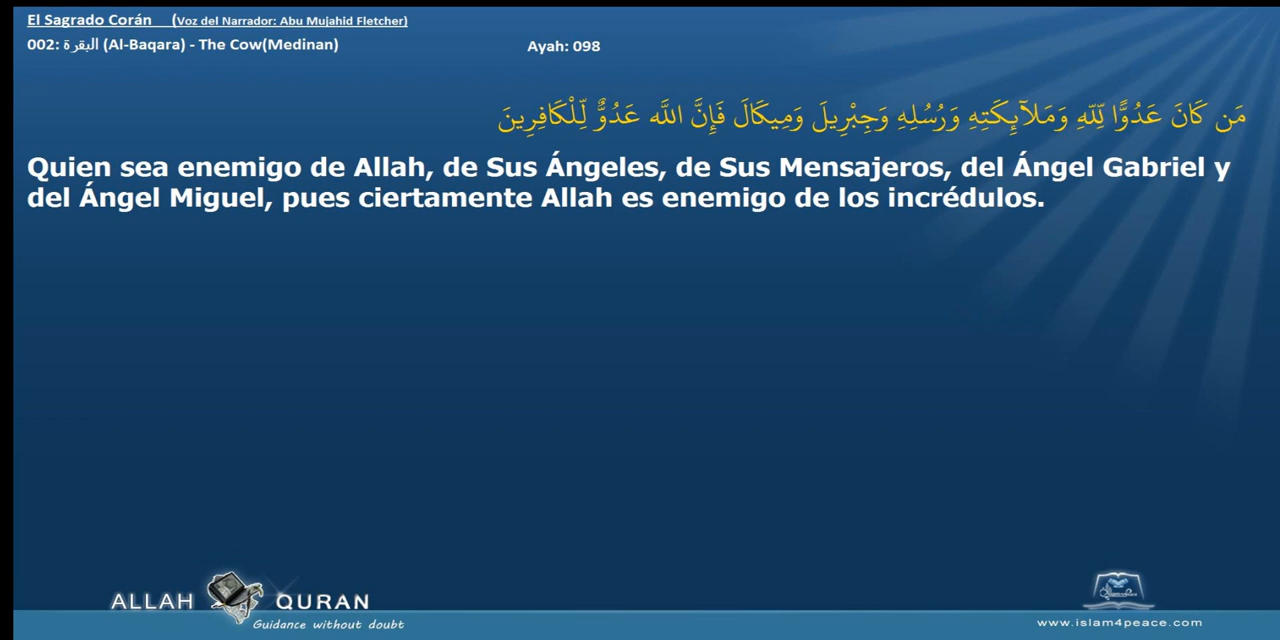 El Sagrado Corán (Voz del Narrador: Abu Mujahid Fletcher)
002: البقرة (Al-Baqara) - The Cow(Medinan) Ayah: 098
مَن كَانَ عَدُوًّا لِّلّهِ وَمَلآئِكَتِهِ وَرُسُلِهِ وَجِبْرِيلَ وَمِيكَالَ فَإِنَّ اللّهَ عَدُوٌّ لِّلْكَافِرِينَ
Quien sea enemigo de Allah, de Sus Ángeles, de Sus Mensajeros, del Ángel Gabriel y
del Ángel Miguel, pues ciertamente Allah es enemigo de los incrédulos.
ALLAH QURAN
Guidance without doubt
www.islam4peace.com